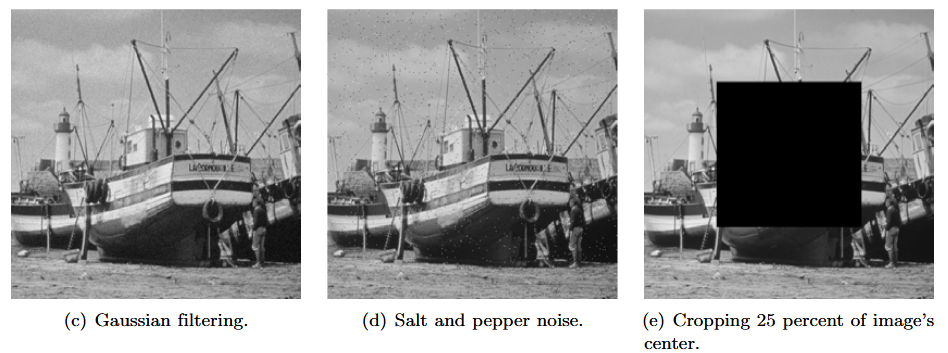 (c) Gaussian filtering.
(d) Salt and pepper noise.
(e) Cropping 25 percent of image's
center.